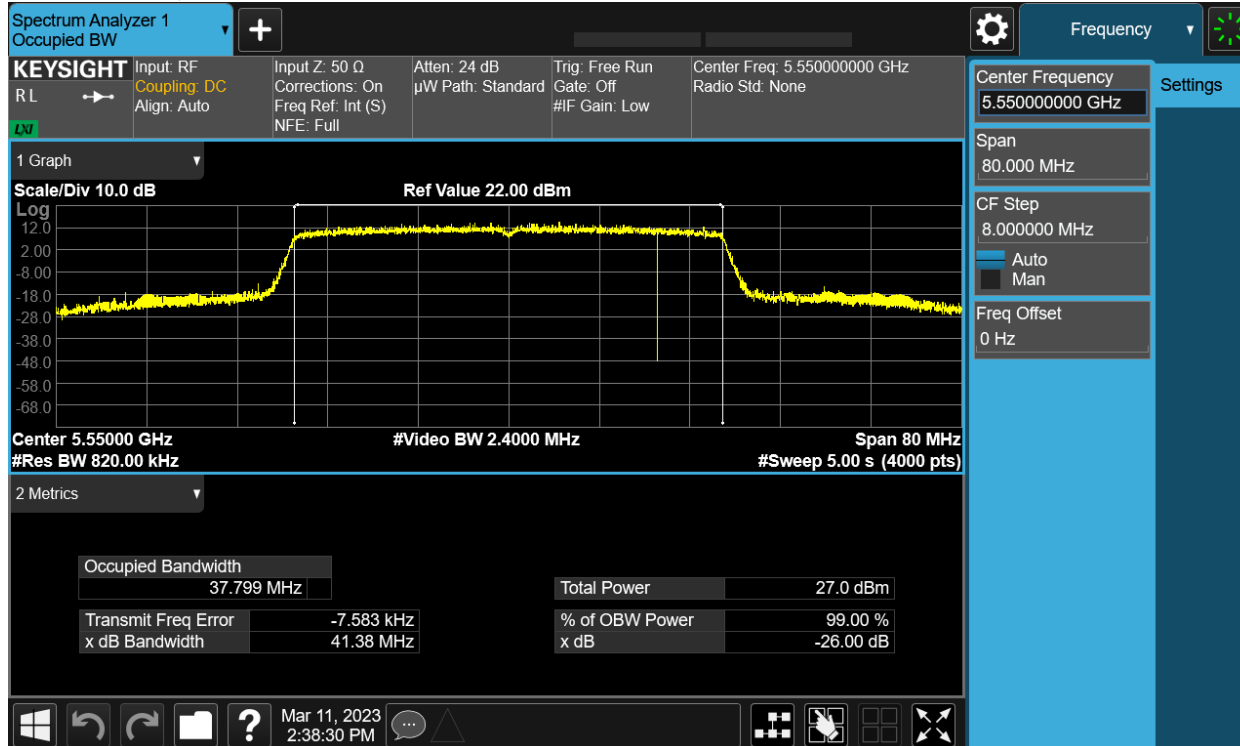 Spectrum Analyzer 1
Occupied BW
Frequency
KEYSIGHT
R L
LXI
Input: RF
Coupling: DC
Align: Auto
Input Z: 50 Ω
Corrections: On
Freq Ref: Int (S)
NFE: Full
Atten: 24 dB
µW Path: Standard
Trig: Free Run
Gate: Off
#IF Gain: Low
Center Freq: 5.550000000 GHz
Radio Std: None
Center Frequency
5.550000000 GHz
Settings
Span
80.000 MHz
CF Step
8.000000 MHz
Auto
Man
Freq Offset
0 Hz
1 Graph
Scale/Div 10.0 dB
Ref Value 22.00 dBm
Log
12.0
2.00
-8.00
-18.0
-28.0
-38.0
-48.0
-58.0
-68.0
Center 5.55000 GHz
#Video BW 2.4000 MHz
Span 80 MHz
#Res BW 820.00 kHz
#Sweep 5.00 s (4000 pts)
2 Metrics
Occupied Bandwidth
37.799 MHz
Total Power 27.0 dBm
Transmit Freq Error -7.583 kHz
% of OBW Power 99.00 %
x dB Bandwidth 41.38 MHz
x dB -26.00 dB
?
Mar 11, 2023
2:38:30 PM